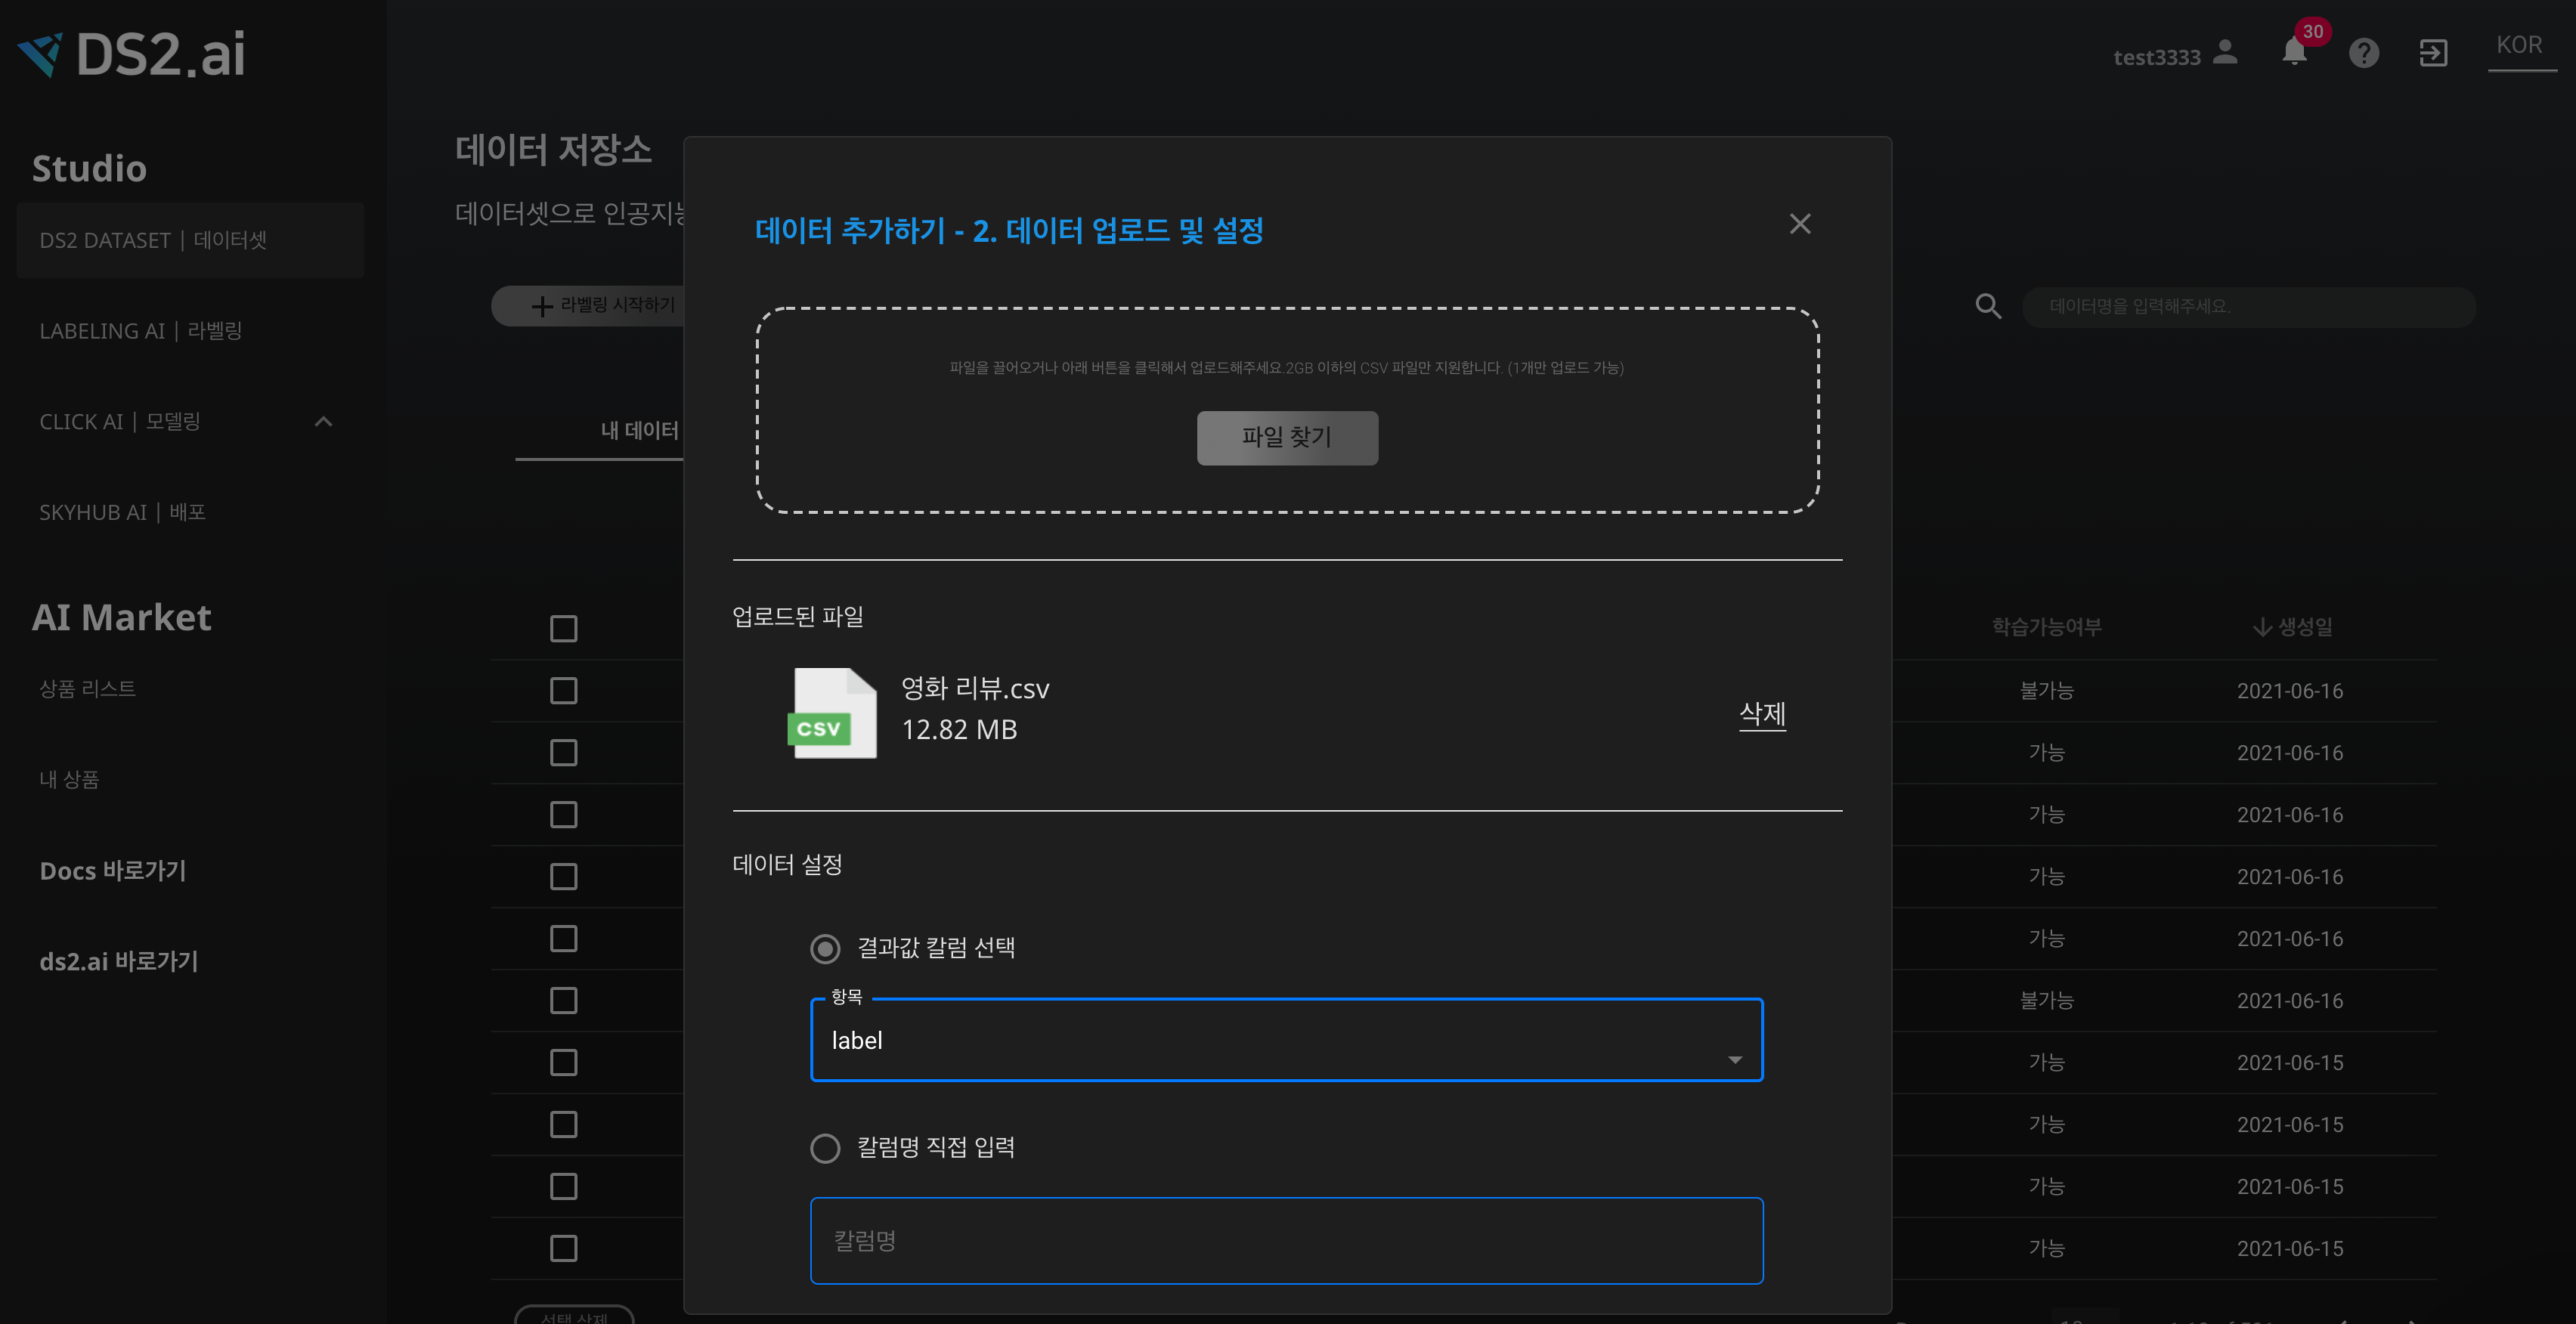 DS2.ai
test3333
30
KOR
Studio
DS2 DATASET | 데이터셋
LABELING AI | 라벨링
CLICK AI | 모델링
SKYHUB AI | 배포
AI Market
상품 리스트
내 상품
Docs 바로가기
ds2.ai 바로가기
데이터 저장소
데이터셋으로 인공지능
라벨링 시작하기
데이터명을 입력해주세요.
내 데이터
데이터 추가하기 - 2. 데이터 업로드 및 설정
파일을 끌어오거나 아래 버튼을 클릭해서 업로드해주세요.2GB 이하의 CSV 파일만 지원합니다. (1개만 업로드 가능)
파일 찾기
업로드된 파일
CSV
영화 리뷰.csv
12.82 MB
삭제
데이터 설정
결과값 칼럼 선택
항목
label
칼럼명 직접 입력
칼럼명
학습가능여부 생성일
불가능 2021-06-16
가능 2021-06-16
가능 2021-06-16
가능 2021-06-16
가능 2021-06-16
불가능 2021-06-16
가능 2021-06-15
가능 2021-06-15
가능 2021-06-15
가능 2021-06-15
선택 삭제